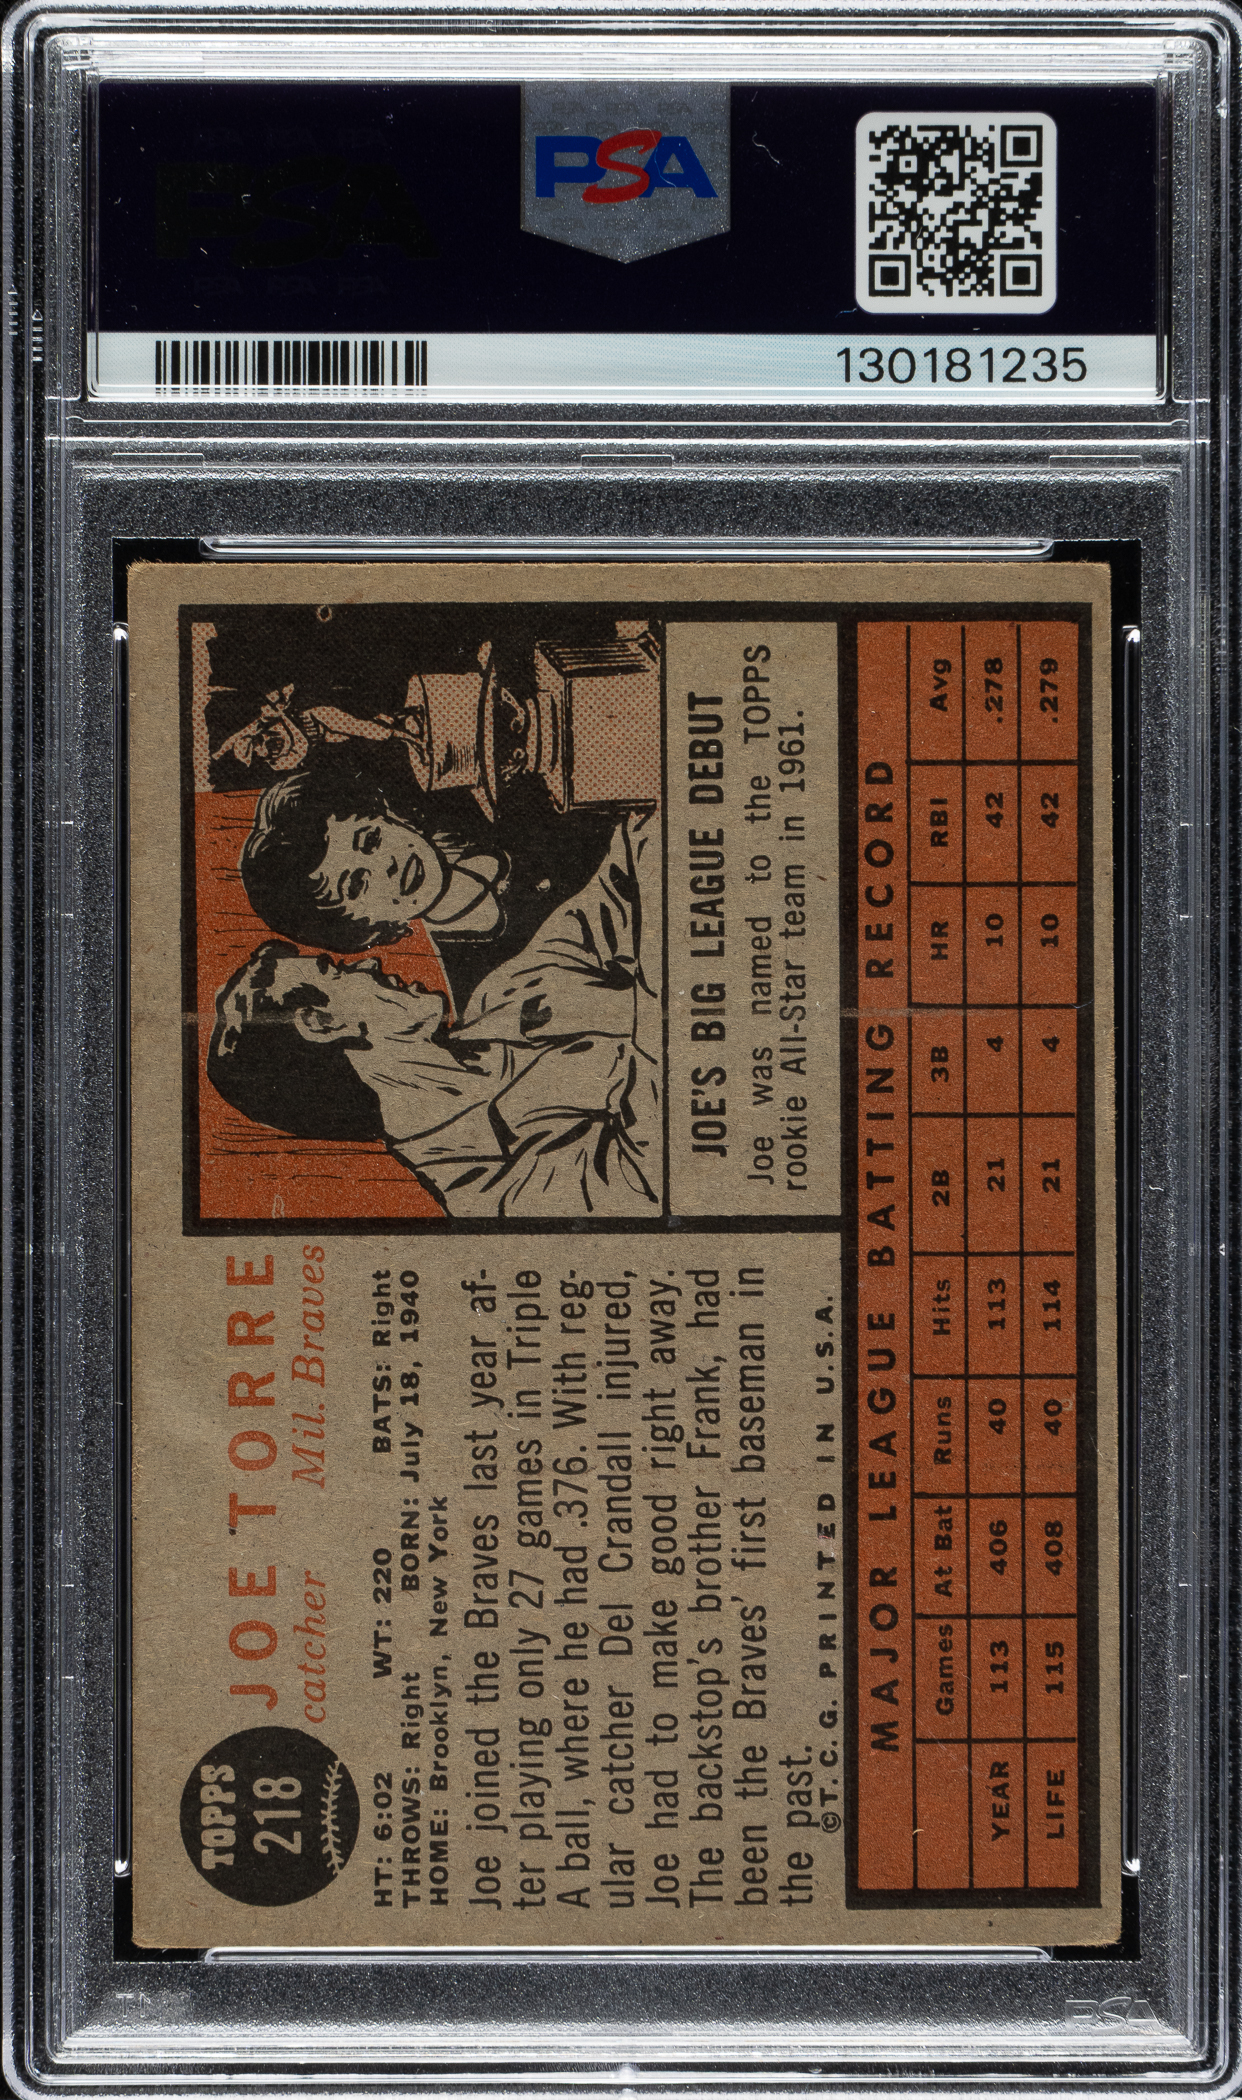 PSA
130181235
TOPPS
218
JOE TORRE
catcher Mil. Braves
HT: 6:02 WT: 220 BATS: Right
THROWS: Right BORN: July 18, 1940
HOME: Brooklyn, New York
Joe joined the Braves last year af-
ter playing only 27 games in Triple
A ball, where he had .376. With reg-
ular catcher Del Crandall injured,
Joe had to make good right away.
The backstop's brother Frank, had
been the Braves' first baseman in
the past.
©T. C. G. PRINTED IN U.S.A.
JOE'S BIG LEAGUE DEBUT
Joe was named to the TOPPS
rookie All-Star team in 1961.
MAJOR LEAGUE BATTING RECORD
Games At Bat Runs Hits 2B 3B HR RBI Avg
YEAR 113 406 40 113 21 4 10 42 .278
LIFE 115 408 40 114 21 4 10 42 .279
PSA